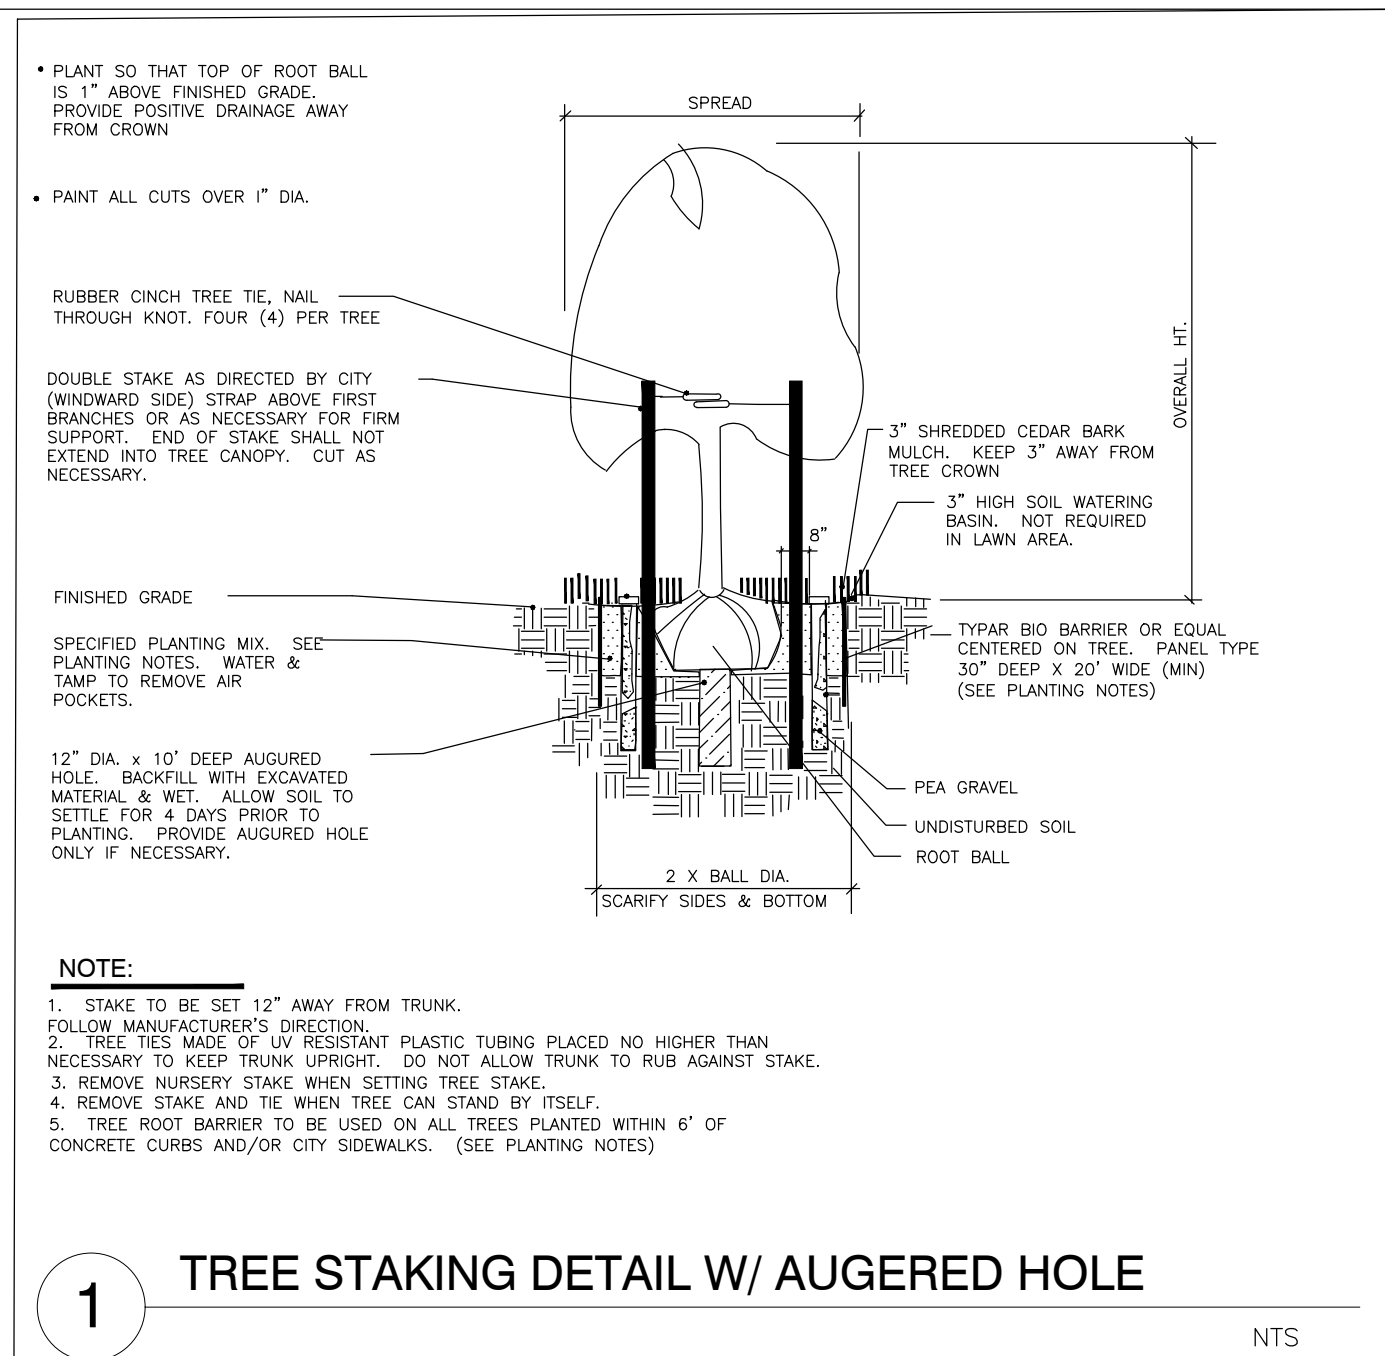 • PLANT SO THAT TOP OF ROOT BALL
IS 1" ABOVE FINISHED GRADE.
PROVIDE POSITIVE DRAINAGE AWAY
FROM CROWN
• PAINT ALL CUTS OVER I" DIA.
RUBBER CINCH TREE TIE, NAIL
THROUGH KNOT. FOUR (4) PER TREE
DOUBLE STAKE AS DIRECTED BY CITY
(WINDWARD SIDE) STRAP ABOVE FIRST
BRANCHES OR AS NECESSARY FOR FIRM
SUPPORT. END OF STAKE SHALL NOT
EXTEND INTO TREE CANOPY. CUT AS
NECESSARY.
FINISHED GRADE
SPECIFIED PLANTING MIX. SEE
PLANTING NOTES. WATER &
TAMP TO REMOVE AIR
POCKETS.
12" DIA. x 10' DEEP AUGURED
HOLE. BACKFILL WITH EXCAVATED
MATERIAL & WET. ALLOW SOIL TO
SETTLE FOR 4 DAYS PRIOR TO
PLANTING. PROVIDE AUGURED HOLE
ONLY IF NECESSARY.
SPREAD
OVERALL HT.
3" SHREDDED CEDAR BARK
MULCH. KEEP 3" AWAY FROM
TREE CROWN
3" HIGH SOIL WATERING
BASIN. NOT REQUIRED
IN LAWN AREA.
8"
TYPAR BIO BARRIER OR EQUAL
CENTERED ON TREE. PANEL TYPE
30" DEEP X 20' WIDE (MIN)
(SEE PLANTING NOTES)
PEA GRAVEL
UNDISTURBED SOIL
ROOT BALL
2 X BALL DIA.
SCARIFY SIDES & BOTTOM
NOTE:
1. STAKE TO BE SET 12" AWAY FROM TRUNK.
FOLLOW MANUFACTURER'S DIRECTION.
2. TREE TIES MADE OF UV RESISTANT PLASTIC TUBING PLACED NO HIGHER THAN
NECESSARY TO KEEP TRUNK UPRIGHT. DO NOT ALLOW TRUNK TO RUB AGAINST STAKE.
3. REMOVE NURSERY STAKE WHEN SETTING TREE STAKE.
4. REMOVE STAKE AND TIE WHEN TREE CAN STAND BY ITSELF.
5. TREE ROOT BARRIER TO BE USED ON ALL TREES PLANTED WITHIN 6' OF
CONCRETE CURBS AND/OR CITY SIDEWALKS. (SEE PLANTING NOTES)
1
TREE STAKING DETAIL W/ AUGERED HOLE
NTS